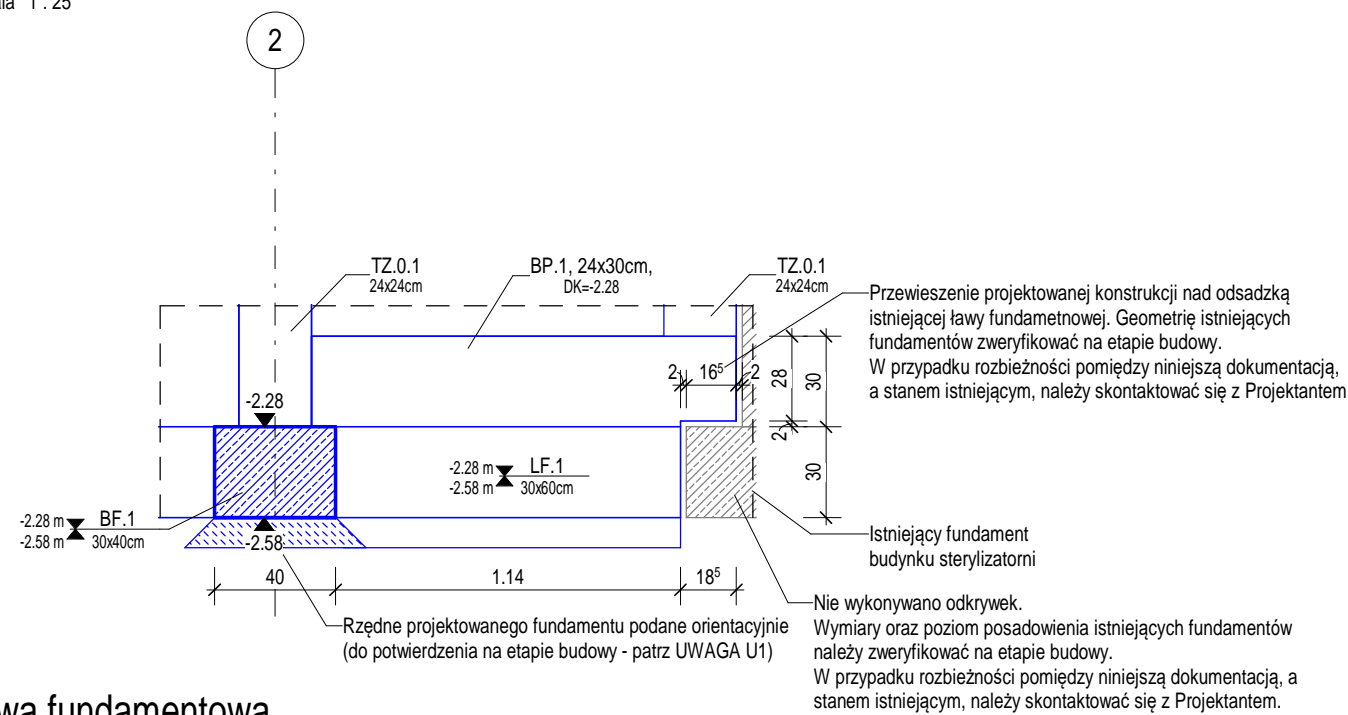 1 : 25
2
TZ.0.1
24x24cm
BP.1, 24x30cm,
DK=-2.28
TZ.0.1
24x24cm
Przewieszenie projektowanej konstrukcji nad odsadzką
istniejącej ławy fundametnowej. Geometrię istniejących
fundamentów zweryfikować na etapie budowy.
W przypadku rozbieżności pomiędzy niniejszą dokumentacją,
a stanem istniejącym, należy skontaktować się z Projektantem
2
16⁵
2
28
30
2
30
-2.28
-2.28 m
-2.58 m
LF.1
30x60cm
-2.28 m
-2.58 m
BF.1
30x40cm
-2.58
Istniejący fundament
budynku sterylizatorni
40
1.14
18⁵
Rzędne projektowanego fundamentu podane orientacyjnie
(do potwierdzenia na etapie budowy - patrz UWAGA U1)
Nie wykonywano odkrywek.
Wymiary oraz poziom posadowienia istniejących fundamentów
należy zweryfikować na etapie budowy.
W przypadku rozbieżności pomiędzy niniejszą dokumentacją, a
stanem istniejącym, należy skontaktować się z Projektantem.
wa fundamentowa